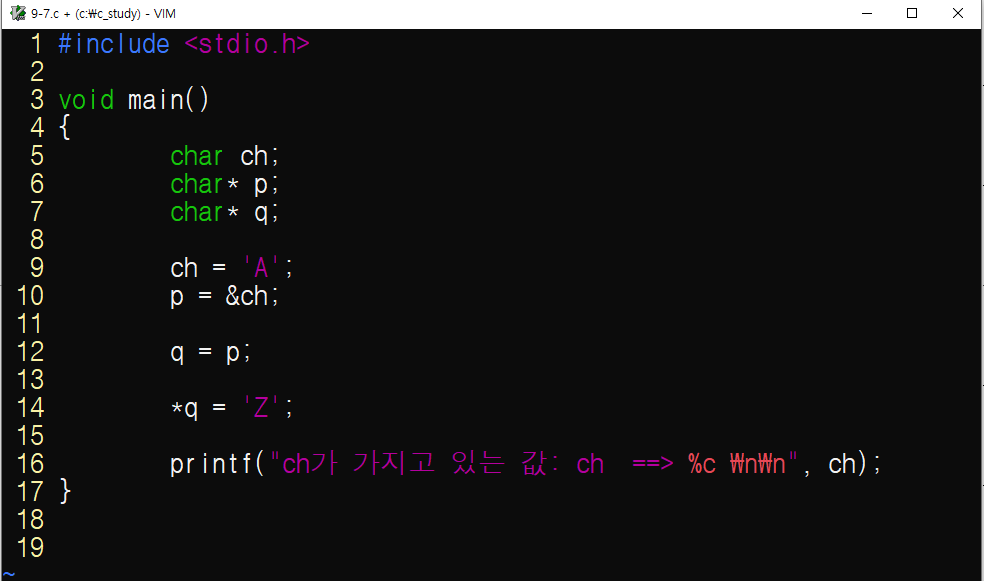 9-7.c + (c:₩c_study) - VIM
1 #include <stdio.h>
2
3 void main()
4 {
5 char ch;
6 char* p;
7 char* q;
8
9 ch = 'A';
10 p = &ch;
11
12 q = p;
13
14 *q = 'Z';
15
16 printf("ch가 가지고 있는 값: ch  ==> %c ₩n₩n", ch);
17 }
18
19
~